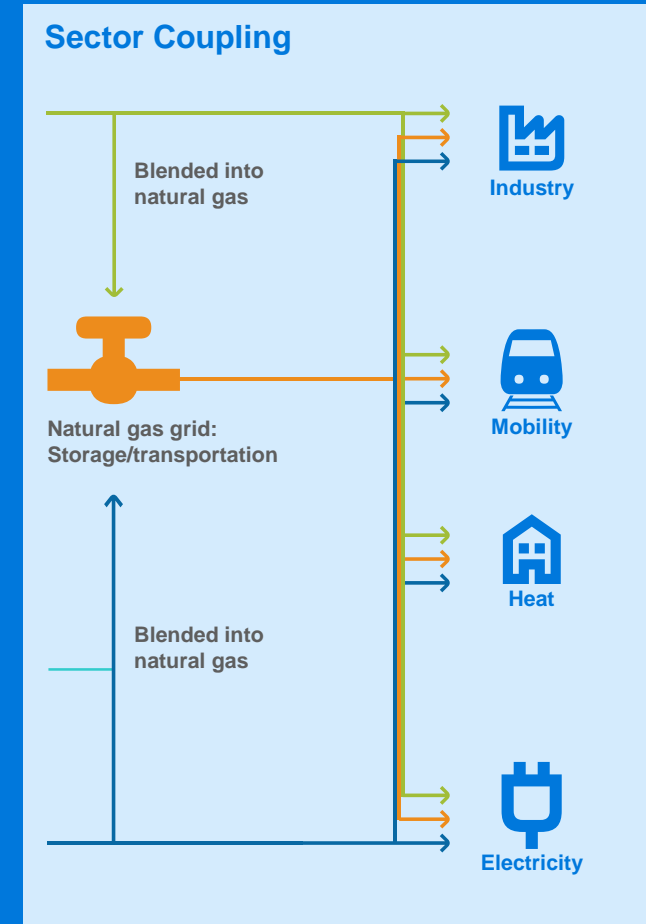 Sector Coupling
Blended into
natural gas
Industry
Natural gas grid:
Storage/transportation
Mobility
Heat
Blended into
natural gas
Electricity